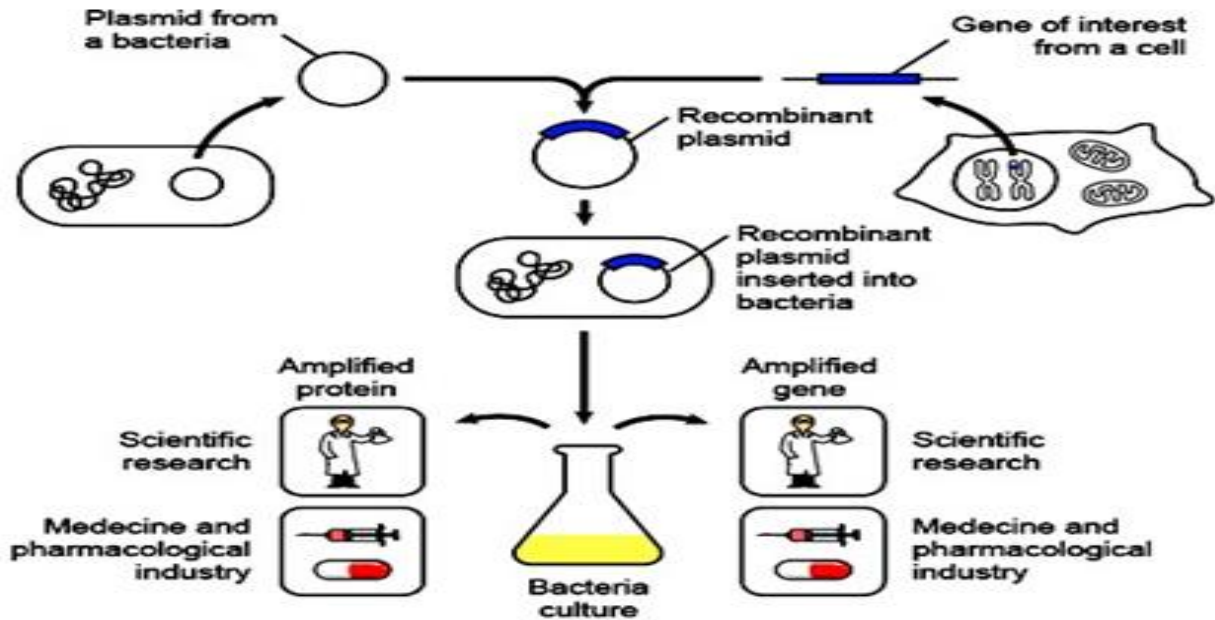 Plasmid from
a bacteria
Gene of interest
from a cell
Recombinant
plasmid
Recombinant
plasmid
inserted into
bacteria
Amplified
protein
Amplified
gene
Scientific
research
Scientific
research
Medecine and
pharmacological
industry
Medecine and
pharmacological
industry
Bacteria
culture